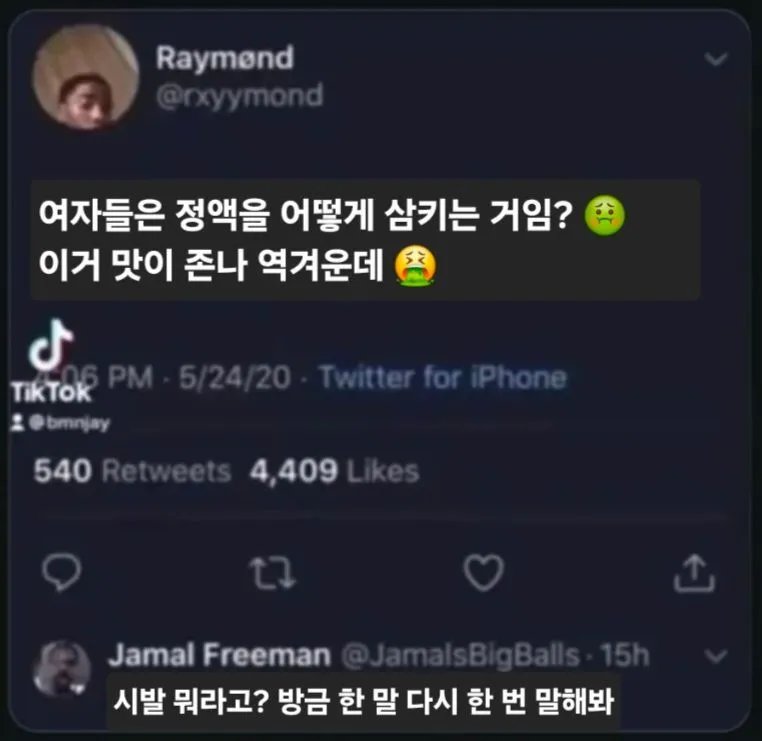 Raymønd
@rxyymond
여자들은 정액을 어떻게 삼키는 거임? 🤢
이거 맛이 존나 역겨운데 🤮
TikTok
@bmnjay
:06 PM · 5/24/20 · Twitter for iPhone
540 Retweets 4,409 Likes
Jamal Freeman @JamalsBigBalls · 15h
시발 뭐라고? 방금 한 말 다시 한 번 말해봐